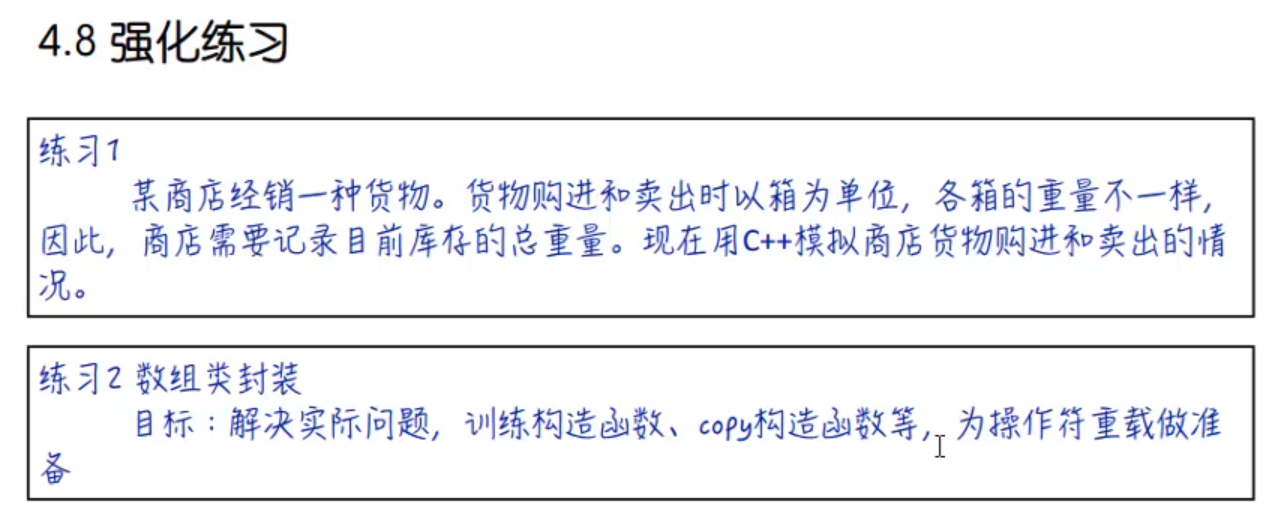 4.8 强化练习
练习1
某商店经销一种货物。货物购进和卖出时以箱为单位，各箱的重量不一样，
因此，商店需要记录目前库存的总重量。现在用C++模拟商店货物购进和卖出的情
况。
练习2 数组类封装
目标：解决实际问题，训练构造函数、copy构造函数等，为操作符重载做准
备